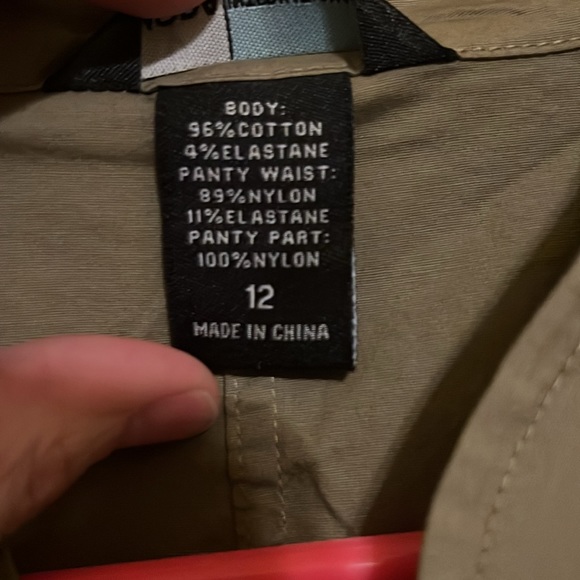 BODY:
96%COTTON
4%ELASTANE
PANTY WAIST:
89%NYLON
11%ELASTANE
PANTY PART:
100%NYLON
12
MADE IN CHINA